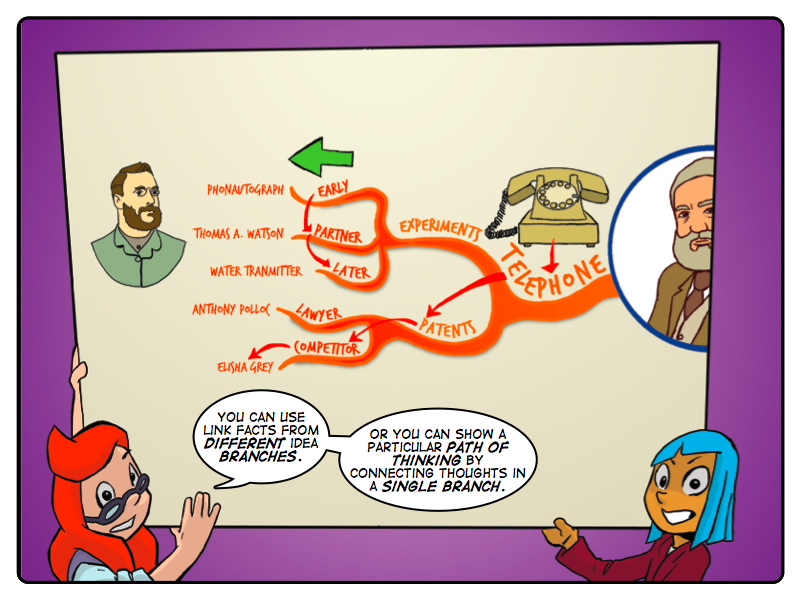 PHONAUTOGRAPH
EARLY
THOMAS A. WATSON
PARTNER
EXPERIMENTS
WATER TRANMITTER
LATER
TELEPHONE
ANTHONY POLLOC
LAWYER
PATENTS
COMPETITOR
ELISHA GREY
YOU CAN USE
LINK FACTS FROM
DIFFERENT IDEA
BRANCHES.
OR YOU CAN SHOW A
PARTICULAR PATH OF
THINKING BY
CONNECTING THOUGHTS IN
A SINGLE BRANCH.